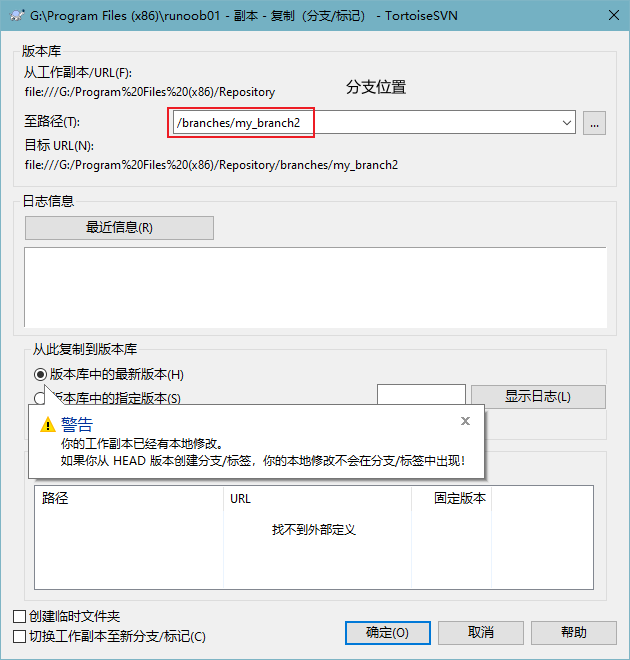 G:\Program Files (x86)\runoob01 - 副本 - 复制（分支/标记） - TortoiseSVN
版本库
从工作副本/URL(F):
file:///G:/Program%20Files%20(x86)/Repository
分支位置
至路径(T):
/branches/my_branch2
...
目标 URL(N):
file:///G:/Program%20Files%20(x86)/Repository/branches/my_branch2
日志信息
最近信息(R)
从此复制到版本库
版本库中的最新版本(H)
版本库中的指定版本(S)
显示日志(L)
警告
你的工作副本已经有本地修改。
如果你从 HEAD 版本创建分支/标签，你的本地修改不会在分支/标签中出现！
路径
URL
固定版本
找不到外部定义
创建临时文件夹
切换工作副本至新分支/标记(C)
确定(O)
取消
帮助